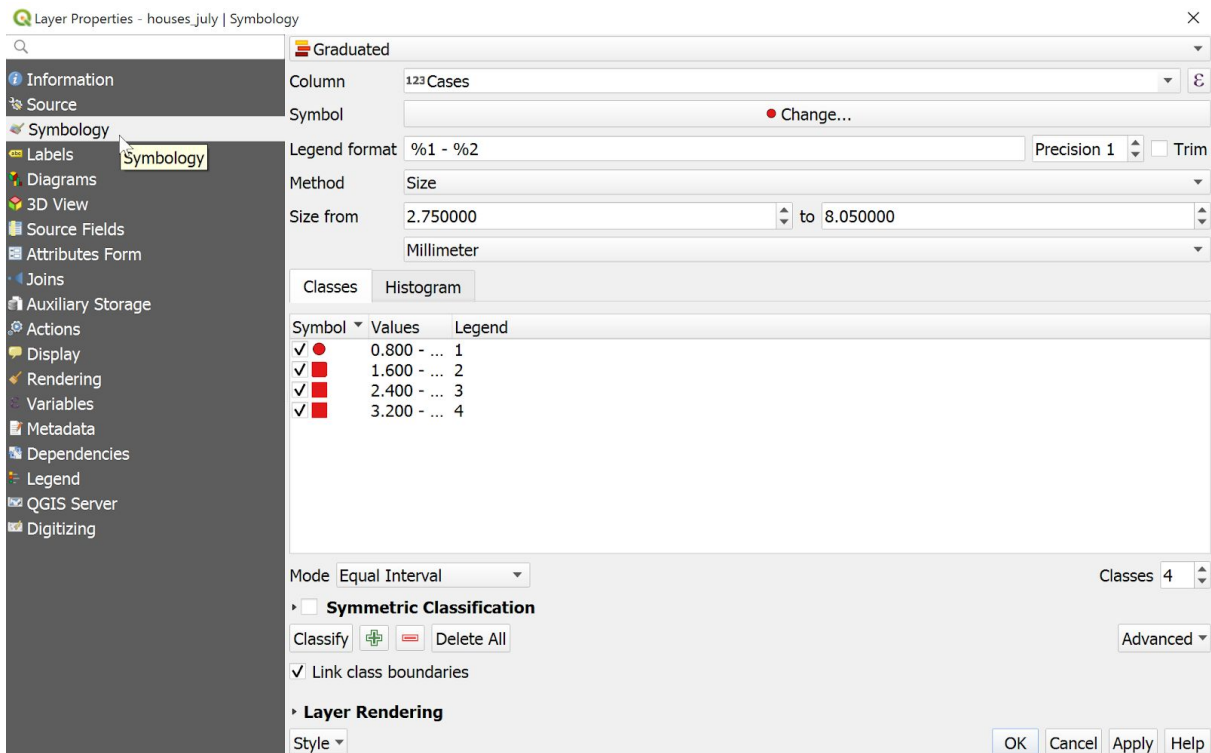 Layer Properties - houses_july | Symbology
Information
Source
Symbology
Symbology
Labels
Diagrams
3D View
Source Fields
Attributes Form
Joins
Auxiliary Storage
Actions
Display
Rendering
Variables
Metadata
Dependencies
Legend
QGIS Server
Digitizing
Graduated
Column 123 Cases ε
Symbol Change...
Legend format %1 - %2 Precision 1 Trim
Method Size
Size from 2.750000 to 8.050000
Millimeter
Classes Histogram
Symbol Values Legend
0.800 - ... 1
1.600 - ... 2
2.400 - ... 3
3.200 - ... 4
Mode Equal Interval Classes 4
Symmetric Classification
Classify Delete All Advanced
Link class boundaries
Layer Rendering
Style OK Cancel Apply Help